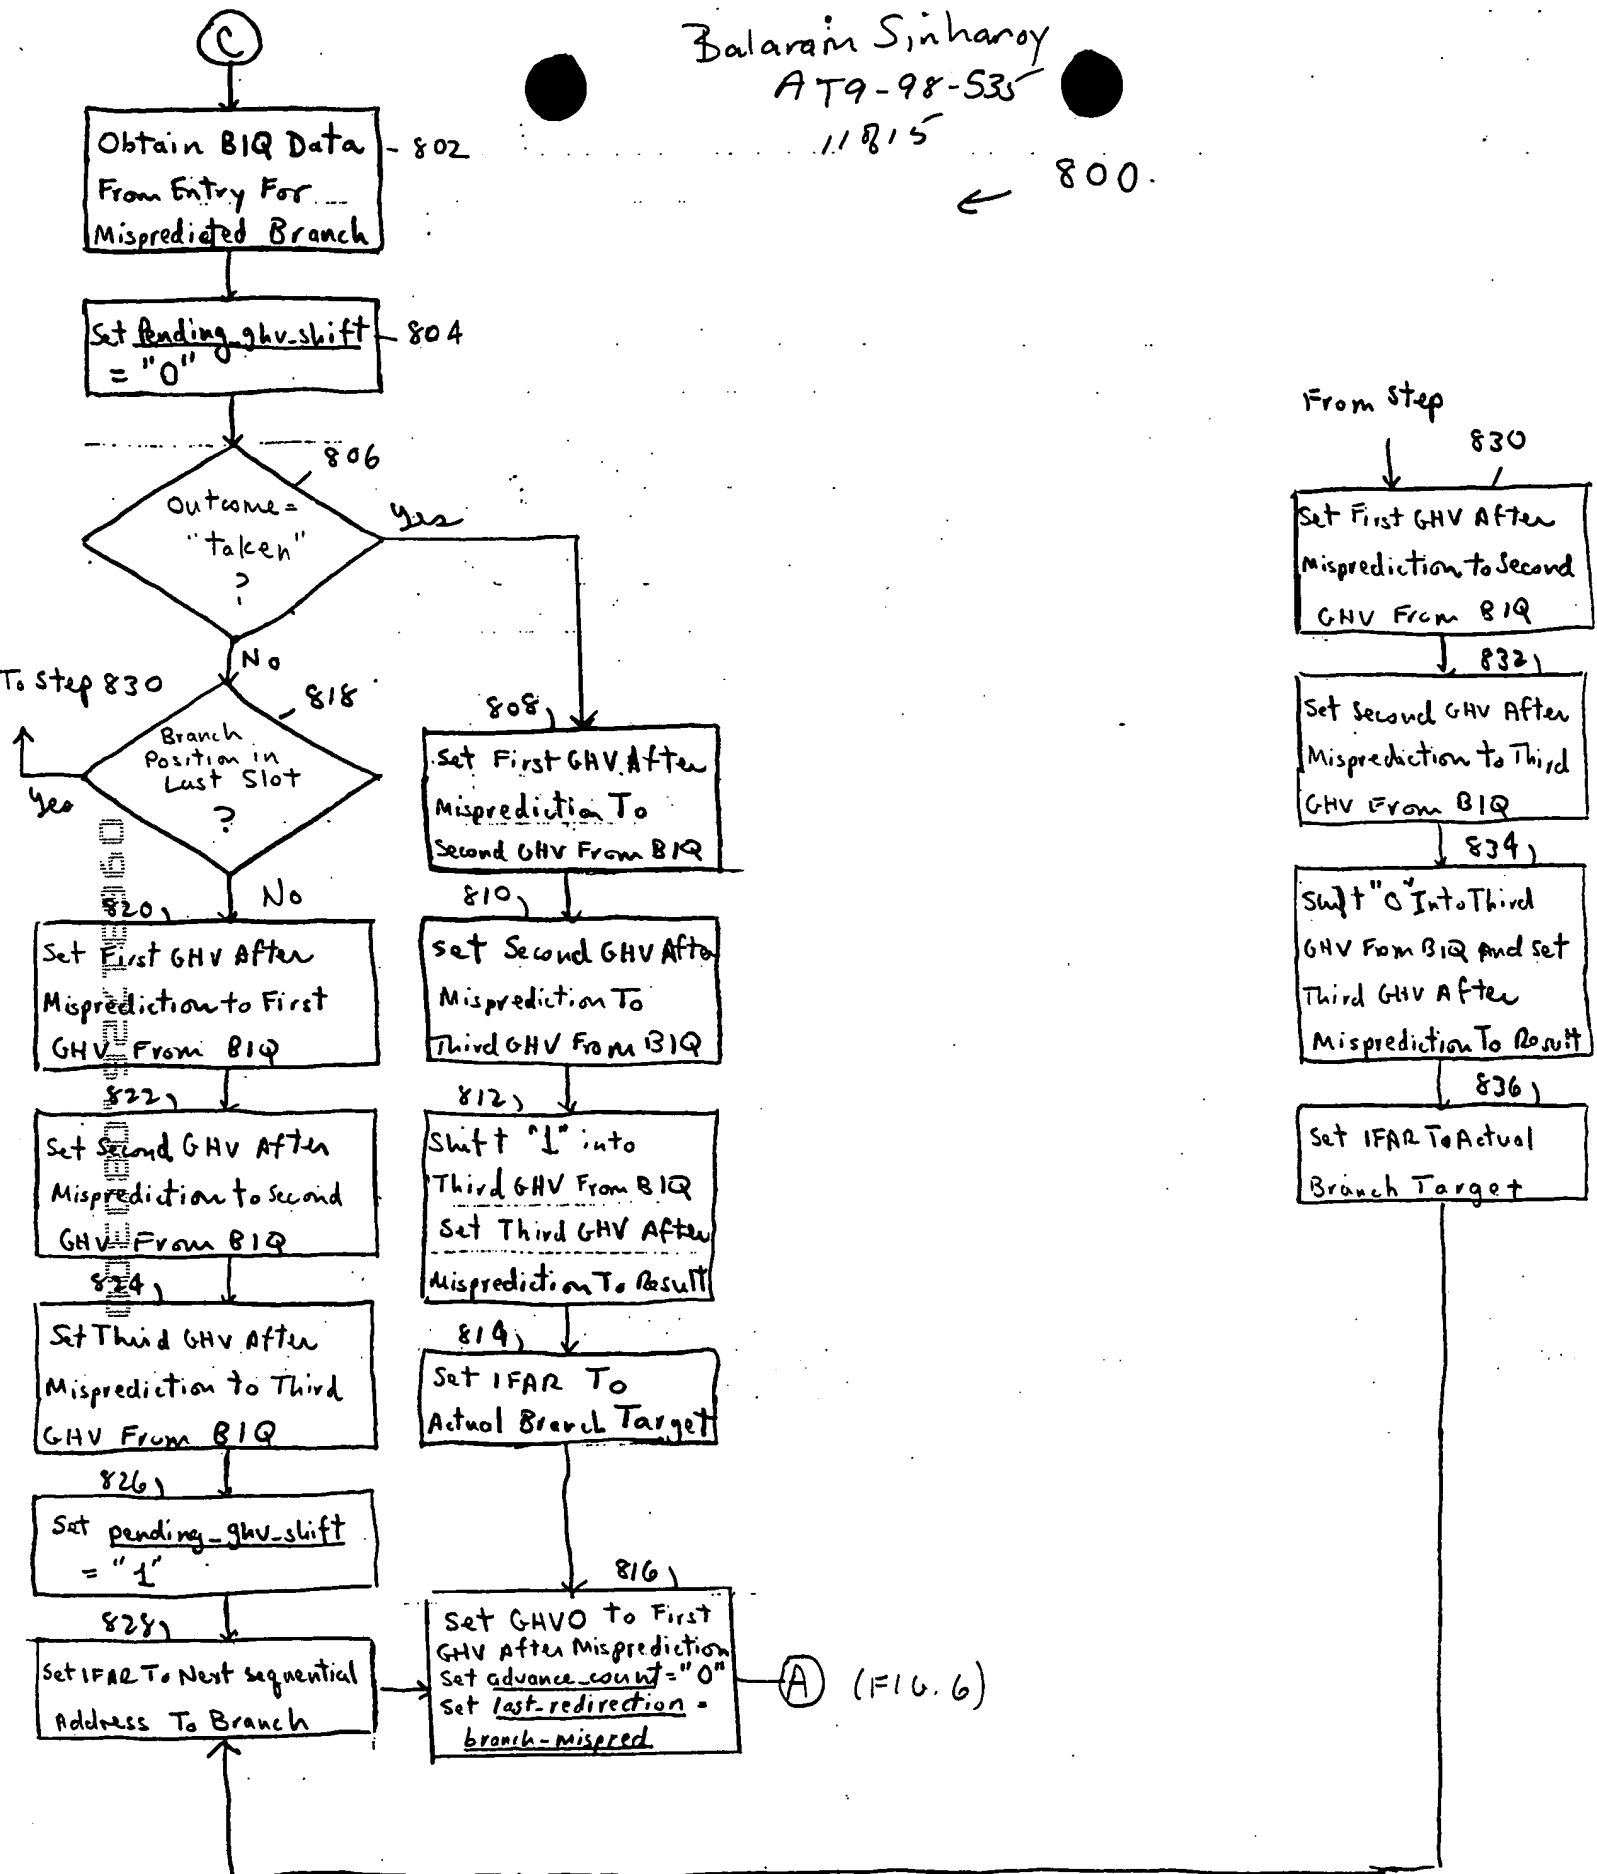 C
Balaram Sinharoy
AT9-98-535
800.
Obtain BIQ Data
From Entry For
Mispredicted Branch
802
Set Pending_ghv_shift
= "0"
804
806
Outcome =
"taken"
?
Yes
No
To Step 830
818
Branch
Position in
Last Slot
?
Yes
No
820
Set First GHV After
Misprediction to First
GHV From BIQ
822
Set Second GHV After
Misprediction to Second
GHV From BIQ
824
Set Third GHV After
Misprediction to Third
GHV From BIQ
826
Set pending_ghv_shift
= "1"
828
Set IFAR To Next sequential
Address To Branch
808
Set First GHV After
Misprediction To
Second GHV From BIQ
810
Set Second GHV After
Misprediction To
Third GHV From BIQ
812
Shift "1" into
Third GHV From BIQ
Set Third GHV After
Misprediction To Result
814
Set IFAR To
Actual Branch Target
816
Set GHV0 to First
GHV After Misprediction
Set advance_count = "0"
Set last-redirection =
branch-mispred
A (FIG. 6)
From step
830
Set First GHV After
Misprediction to Second
GHV From BIQ
832
Set Second GHV After
Misprediction to Third
GHV From BIQ
834
Shift "0" Into Third
GHV From BIQ And Set
Third GHV After
Misprediction To Result
836
Set IFAR To Actual
Branch Target